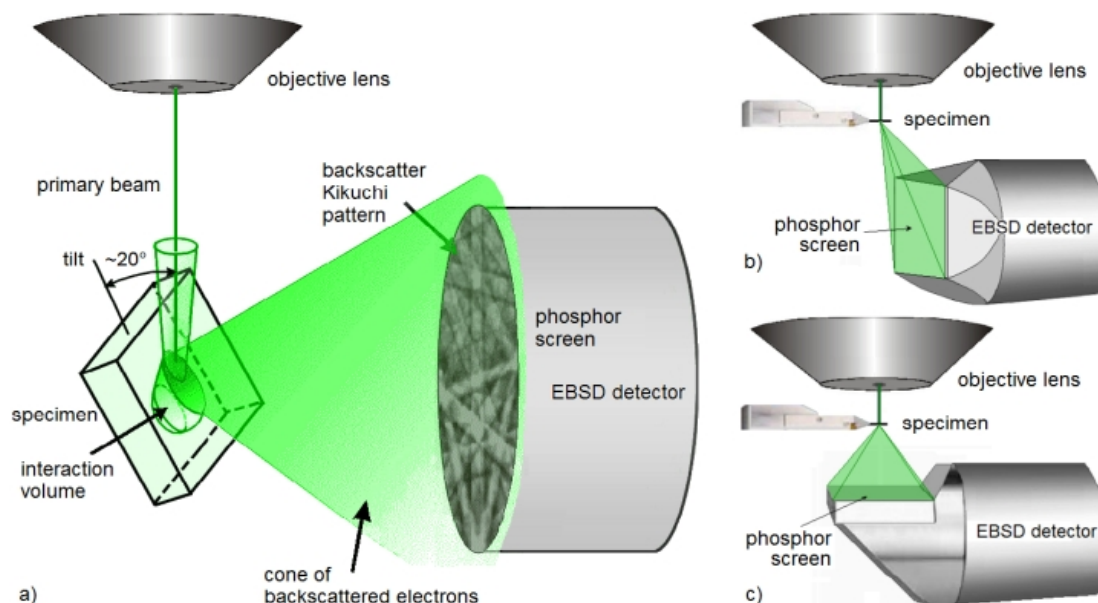 objective lens
primary beam
tilt ~20°
specimen
interaction
volume
backscatter
Kikuchi
pattern
phosphor
screen
EBSD detector
cone of
backscattered electrons
a)
objective lens
specimen
phosphor
screen
EBSD detector
b)
objective lens
specimen
phosphor
screen
EBSD detector
c)